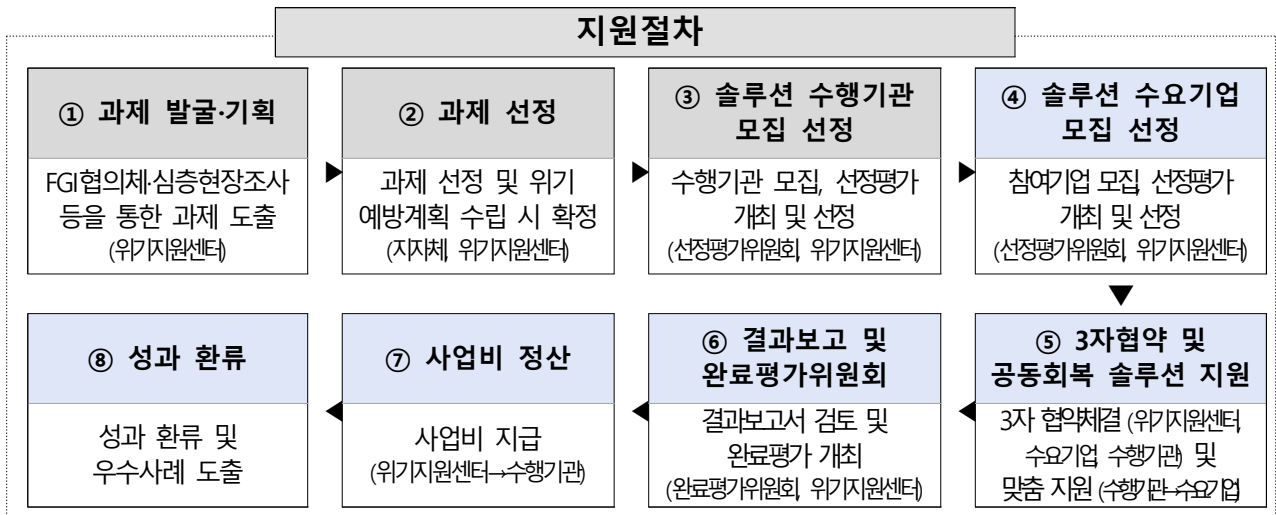 지원절차
① 과제 발굴·기획
FGI협의체·심층현장조사
등을 통한 과제 도출
(위기지원센터)
② 과제 선정
과제 선정 및 위기
예방계획 수립 시 확정
(지자체, 위기지원센터)
③ 솔루션 수행기관
모집 선정
수행기관 모집, 선정평가
개최 및 선정
(선정평가위원회, 위기지원센터)
④ 솔루션 수요기업
모집 선정
참여기업 모집, 선정평가
개최 및 선정
(선정평가위원회, 위기지원센터)
⑤ 3자협약 및
공동회복 솔루션 지원
3자 협약체결 (위기지원센터,
수요기업, 수행기관) 및
맞춤 지원 (수행기관→수요기업)
⑥ 결과보고 및
완료평가위원회
결과보고서 검토 및
완료평가 개최
(완료평가위원회, 위기지원센터)
⑦ 사업비 정산
사업비 지급
(위기지원센터→수행기관)
⑧ 성과 환류
성과 환류 및
우수사례 도출